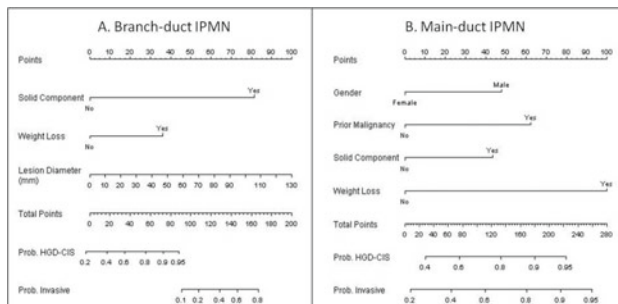 A. Branch-duct IPMN
Points
0 10 20 30 40 50 60 70 80 90 100
Solid Component
Yes
No
Weight Loss
Yes
No
Lesion Diameter
(mm)
0 10 20 30 40 50 60 70 80 90 110 130
Total Points
0 20 40 60 80 100 120 140 160 180 200
Prob. HGD-CIS
0.2 0.4 0.6 0.8 0.9 0.95
Prob. Invasive
0.1 0.2 0.4 0.6 0.8
B. Main-duct IPMN
Points
0 10 20 30 40 50 60 70 80 90 100
Gender
Male
Female
Prior Malignancy
Yes
No
Solid Component
Yes
No
Weight Loss
Yes
No
Total Points
0 20 40 60 80 120 160 200 240 280
Prob. HGD-CIS
0.4 0.6 0.8 0.9 0.95
Prob. Invasive
0.2 0.4 0.6 0.8 0.9 0.95